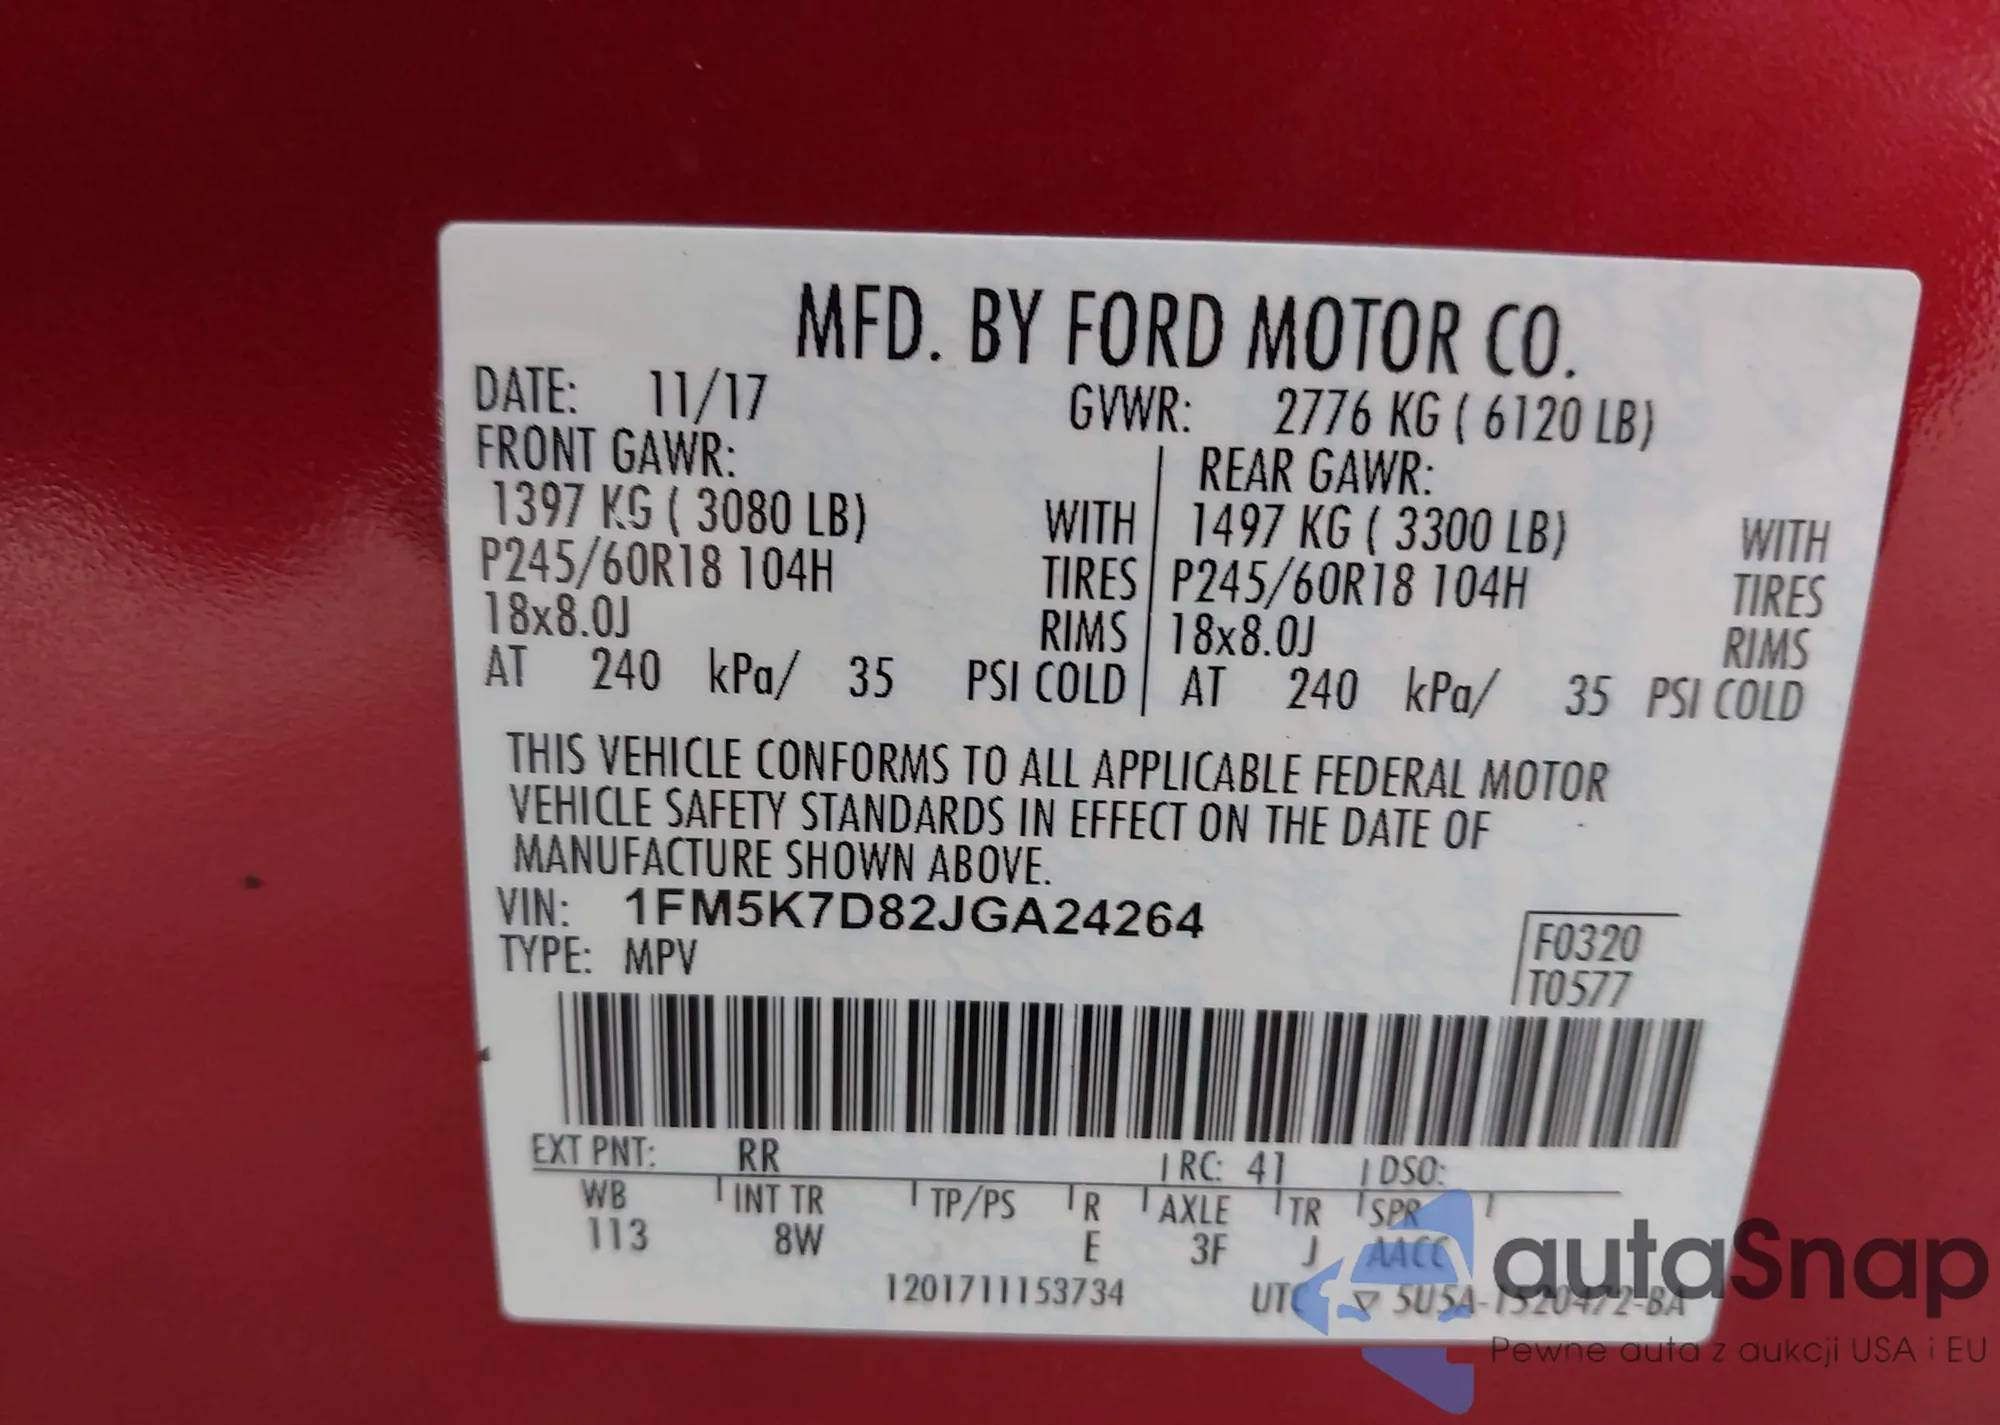 MFD. BY FORD MOTOR CO.
DATE: 11/17 GVWR: 2776 KG ( 6120 LB)
FRONT GAWR: REAR GAWR:
1397 KG ( 3080 LB) WITH 1497 KG ( 3300 LB) WITH
P245/60R18 104H TIRES P245/60R18 104H TIRES
18x8.0J RIMS 18x8.0J RIMS
AT 240 kPa/ 35 PSI COLD AT 240 kPa/ 35 PSI COLD
THIS VEHICLE CONFORMS TO ALL APPLICABLE FEDERAL MOTOR
VEHICLE SAFETY STANDARDS IN EFFECT ON THE DATE OF
MANUFACTURE SHOWN ABOVE.
VIN: 1FM5K7D82JGA24264
F0320
TYPE: MPV
T0577
EXT PNT: RR RC: 41 DSO:
WB INT TR TP/PS R AXLE TR SPR
113 8W E 3F J AACC
1201711153734 UTC ▽ 5U5A-1520472-BA
autaSnap
Pewne auta z aukcji USA i EU